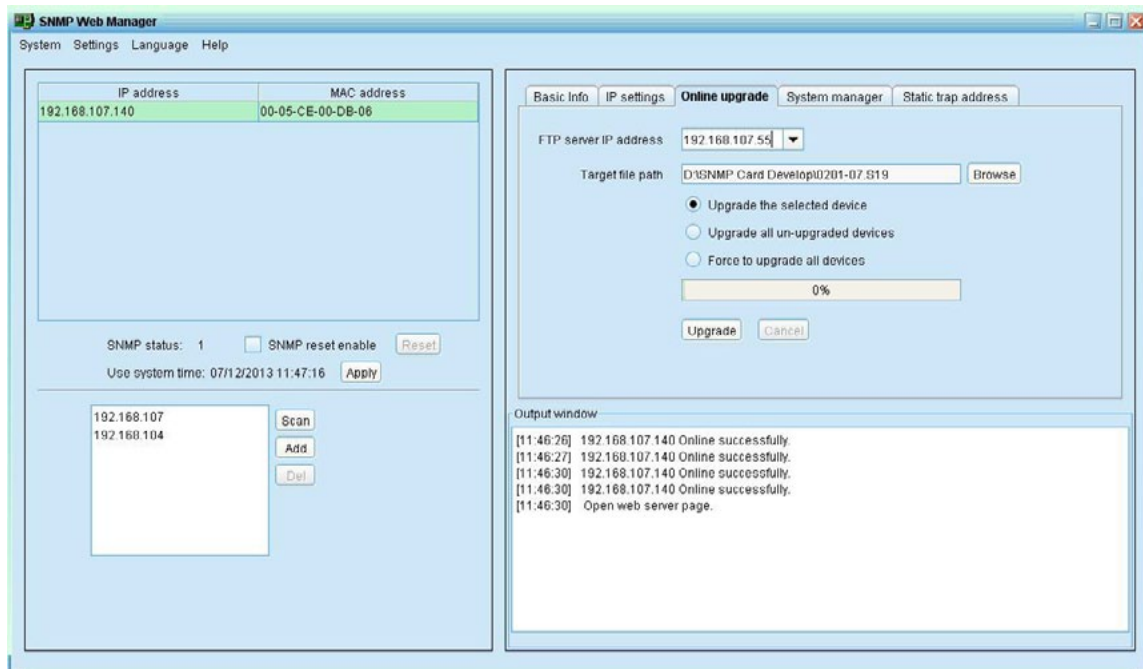 SNMP Web Manager
System Settings Language Help
IP address MAC address
192.168.107.140 00-05-CE-00-DB-06
SNMP status: 1 SNMP reset enable Reset
Use system time: 07/12/2013 11:47:16 Apply
192.168.107
192.168.104
Scan
Add
Del
Basic Info IP settings Online upgrade System manager Static trap address
FTP server IP address 192.168.107.55
Target file path D:\SNMP Card Develop\0201-07.S19 Browse
Upgrade the selected device
Upgrade all un-upgraded devices
Force to upgrade all devices
0%
Upgrade Cancel
Output window
[11:46:26] 192.168.107.140 Online successfully.
[11:46:27] 192.168.107.140 Online successfully.
[11:46:30] 192.168.107.140 Online successfully.
[11:46:30] 192.168.107.140 Online successfully.
[11:46:30] Open web server page.